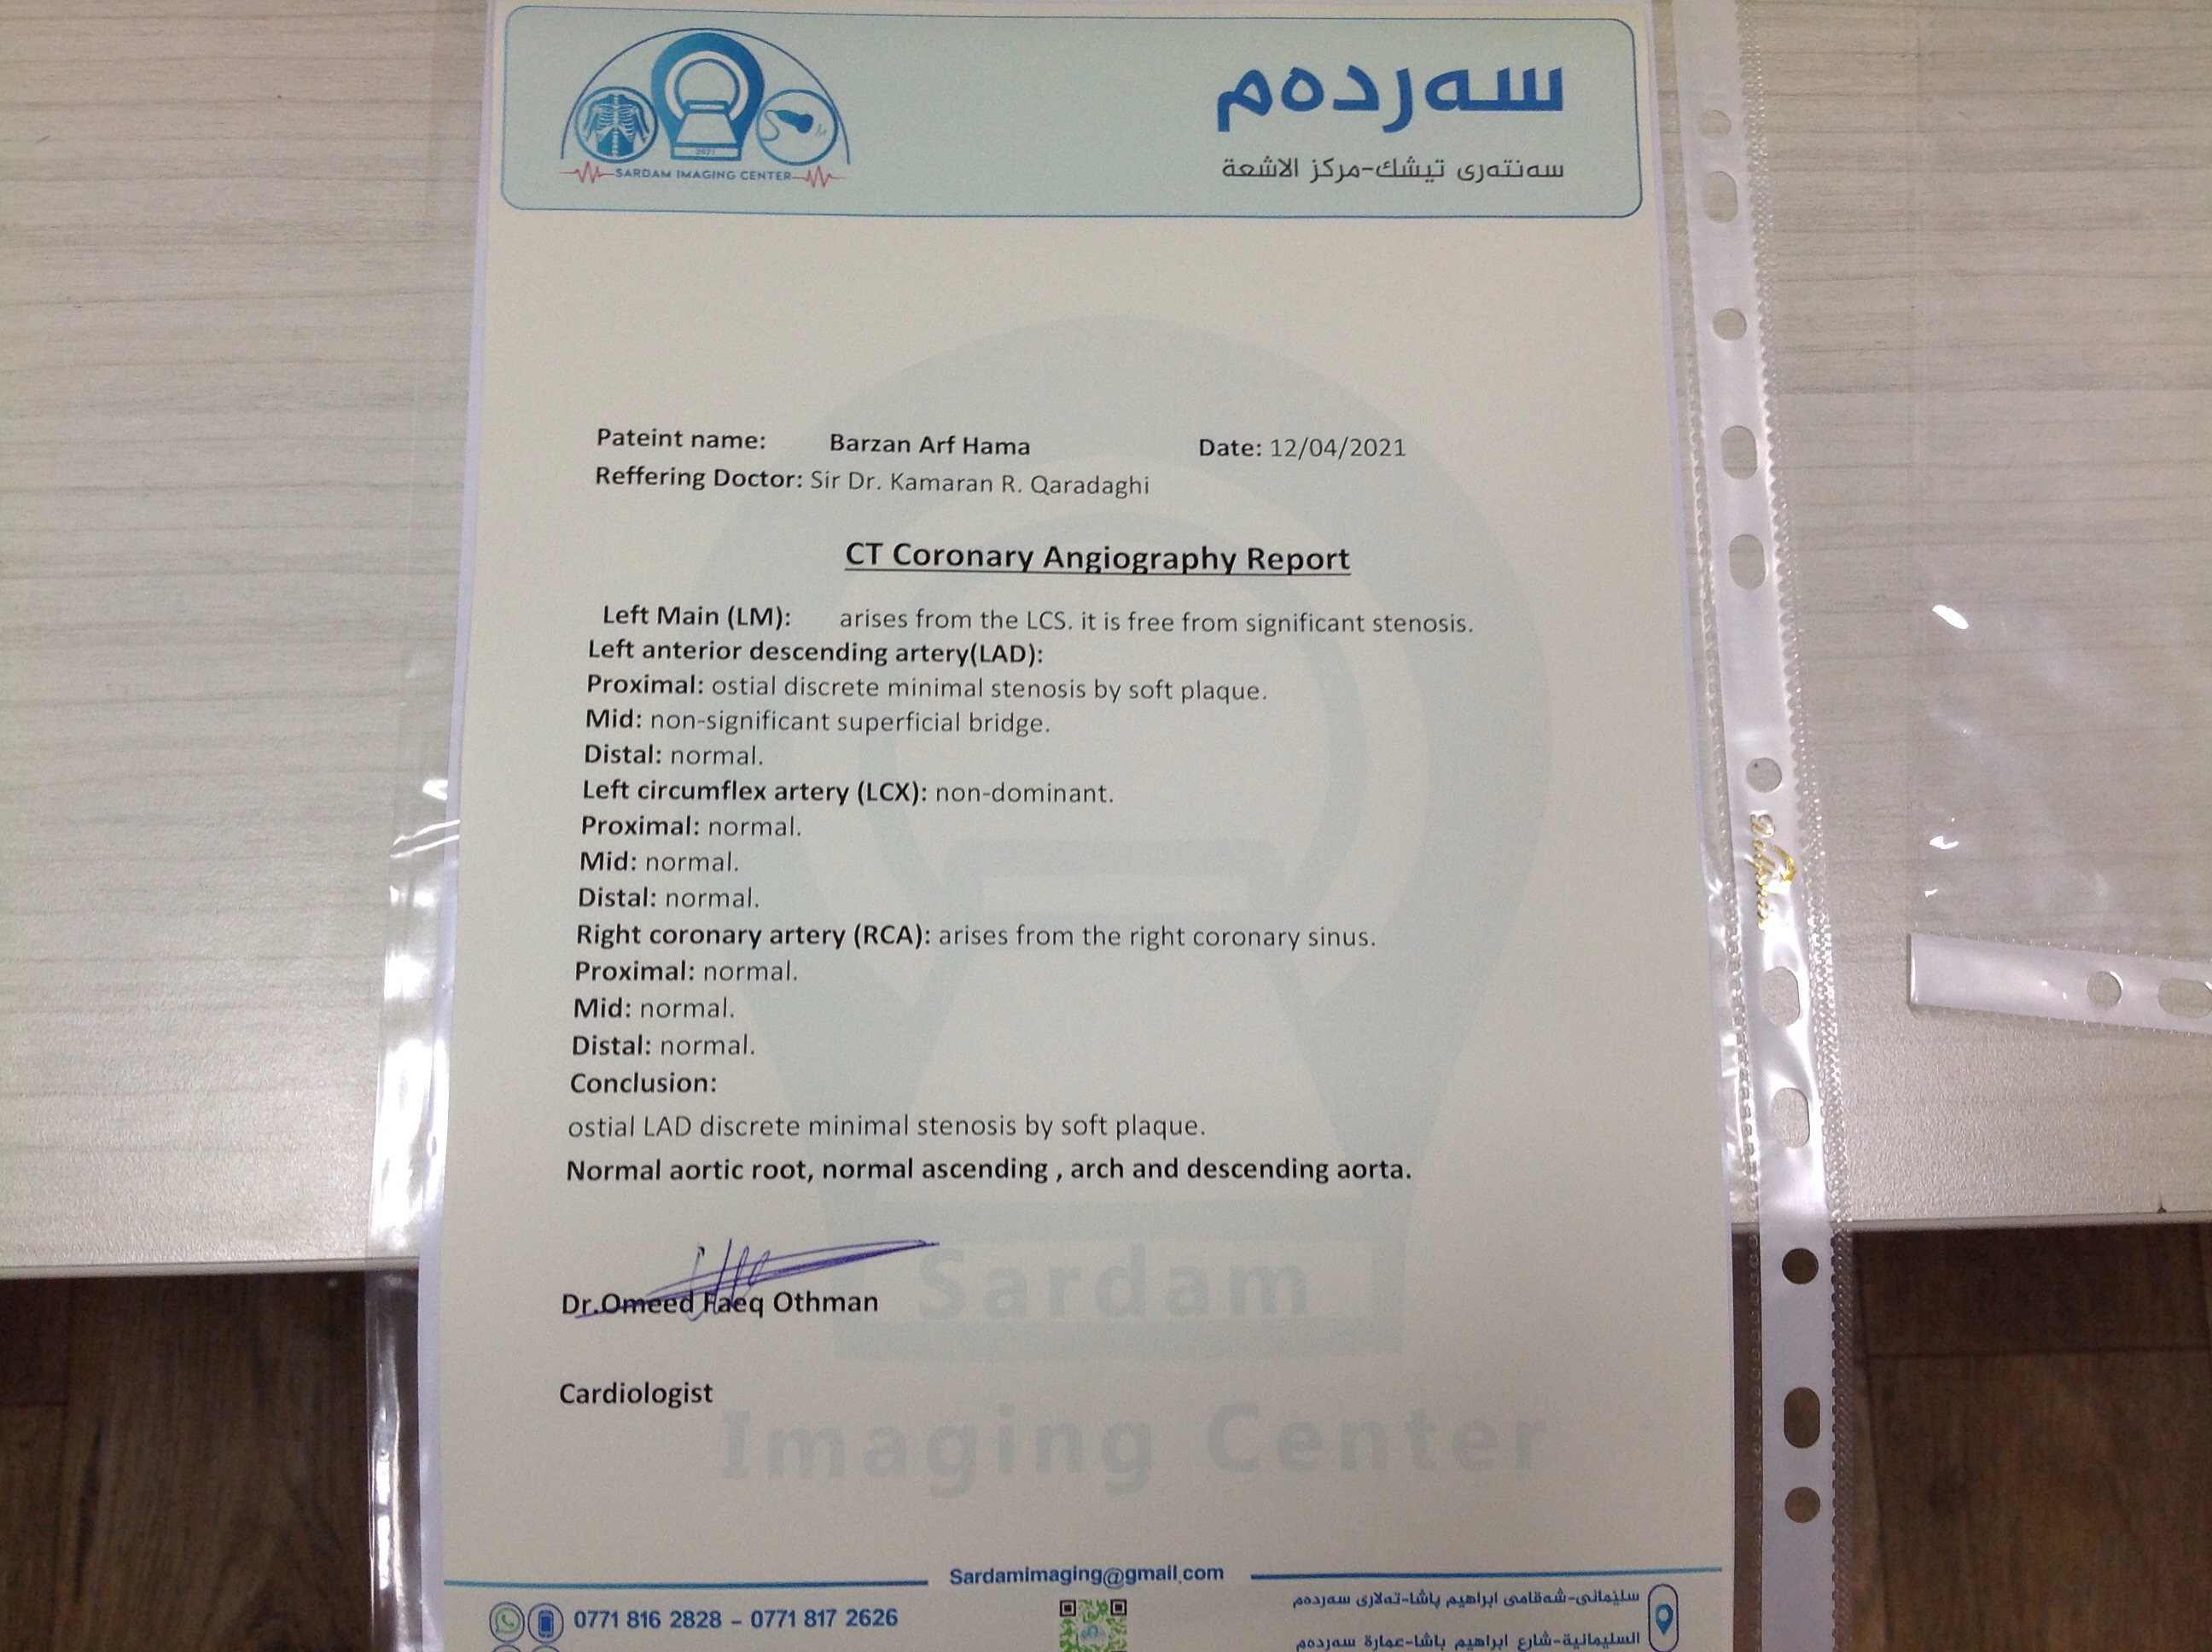 سەردەم
سەنتەری تیشك-مركز الاشعة
2021
SARDAM IMAGING CENTER
Pateint name: Barzan Arf Hama Date: 12/04/2021
Reffering Doctor: Sir Dr. Kamaran R. Qaradaghi
CT Coronary Angiography Report
Left Main (LM): arises from the LCS. it is free from significant stenosis.
Left anterior descending artery(LAD):
Proximal: ostial discrete minimal stenosis by soft plaque.
Mid: non-significant superficial bridge.
Distal: normal.
Left circumflex artery (LCX): non-dominant.
Proximal: normal.
Mid: normal.
Distal: normal.
Right coronary artery (RCA): arises from the right coronary sinus.
Proximal: normal.
Mid: normal.
Distal: normal.
Conclusion:
ostial LAD discrete minimal stenosis by soft plaque.
Normal aortic root, normal ascending , arch and descending aorta.
Dr.Omeed Faeq Othman
Cardiologist
Sardam
Imaging Center
Sardamimaging@gmail.com
0771 816 2828 – 0771 817 2626
سلێمانی-شەقامی ابراهیم پاشا-تەلاری سەردەم
السليمانية-شارع ابراهيم باشا-عمارة سەردەم